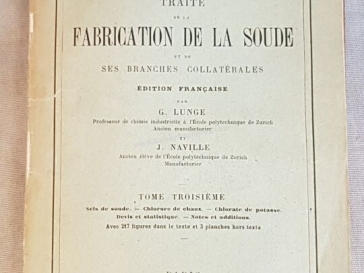 TRAITÉ
DE LA
FABRICATION DE LA SOUDE
ET DE
SES BRANCHES COLLATÉRALES
ÉDITION FRANÇAISE
PAR
G. LUNGE
Professeur de chimie industrielle à l'École polytechnique de Zurich
Ancien manufacturier
ET
J. NAVILLE
Ancien élève de l'École polytechnique de Zurich
Manufacturier
TOME TROISIÈME
Sels de soude. — Chlorure de chaux. — Chlorate de potasse.
Devis et statistique. — Notes et additions.
Avec 217 figures dans le texte et 3 planches hors texte